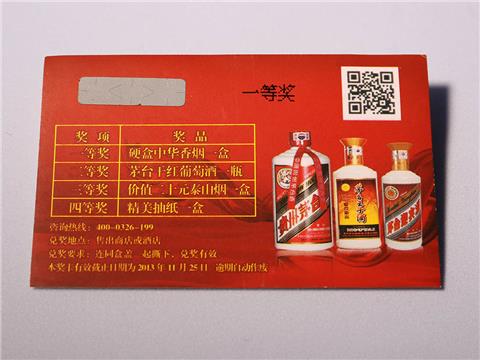 一等奖
奖 项 奖 品
一等奖 硬盒中华香烟一盒
二等奖 茅台干红葡萄酒一瓶
三等奖 价值二十元泰山烟一盒
四等奖 精美抽纸一盒
咨询热线：400-0326-199
兑奖地点：售出商店或酒店
兑奖要求：连同盒盖一起撕下、兑奖有效
本奖卡有效截止日期为2013年11月25日 逾期自动作废
贵州茅台酒